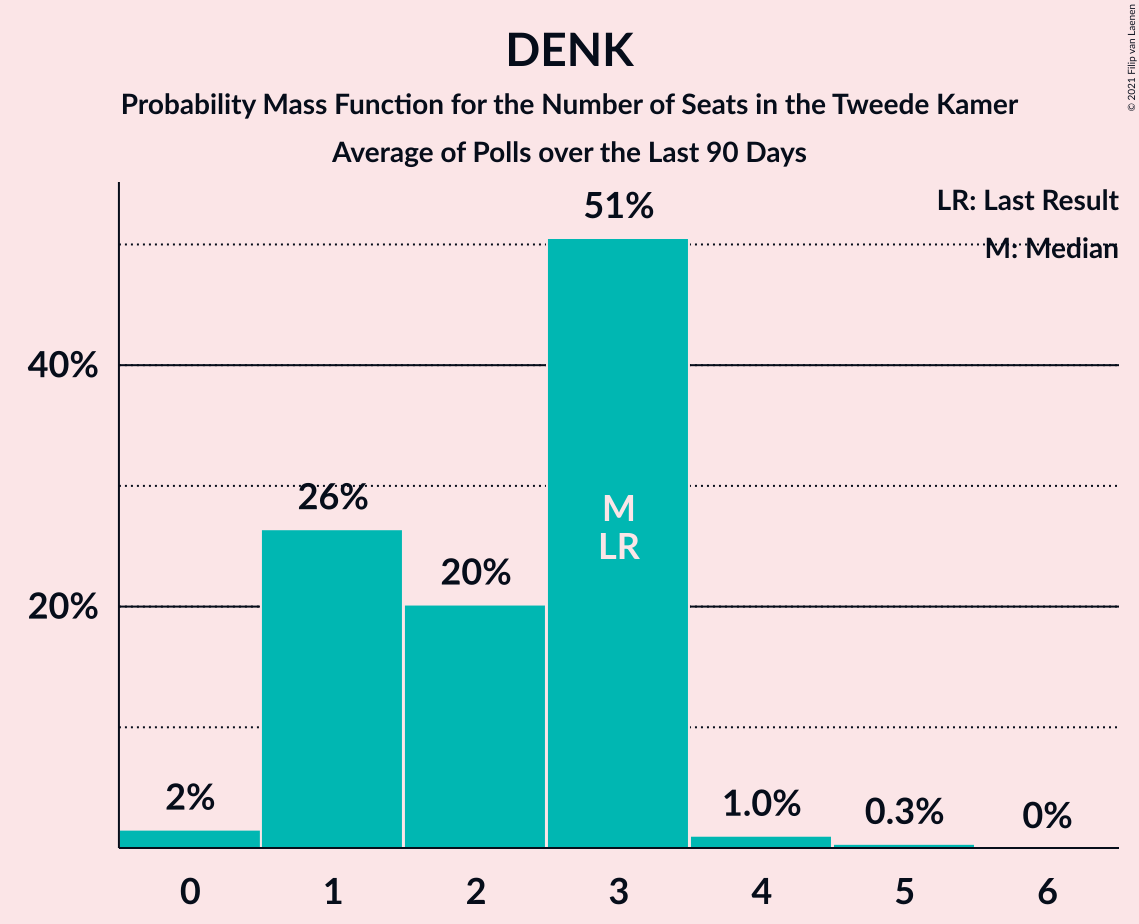 DENK
Probability Mass Function for the Number of Seats in the Tweede Kamer
Average of Polls over the Last 90 Days
© 2021 Filip van Laenen
LR: Last Result
M: Median
51%
40%
26%
M
LR
20%
20%
2%
1.0%
0.3%
0%
0 1 2 3 4 5 6